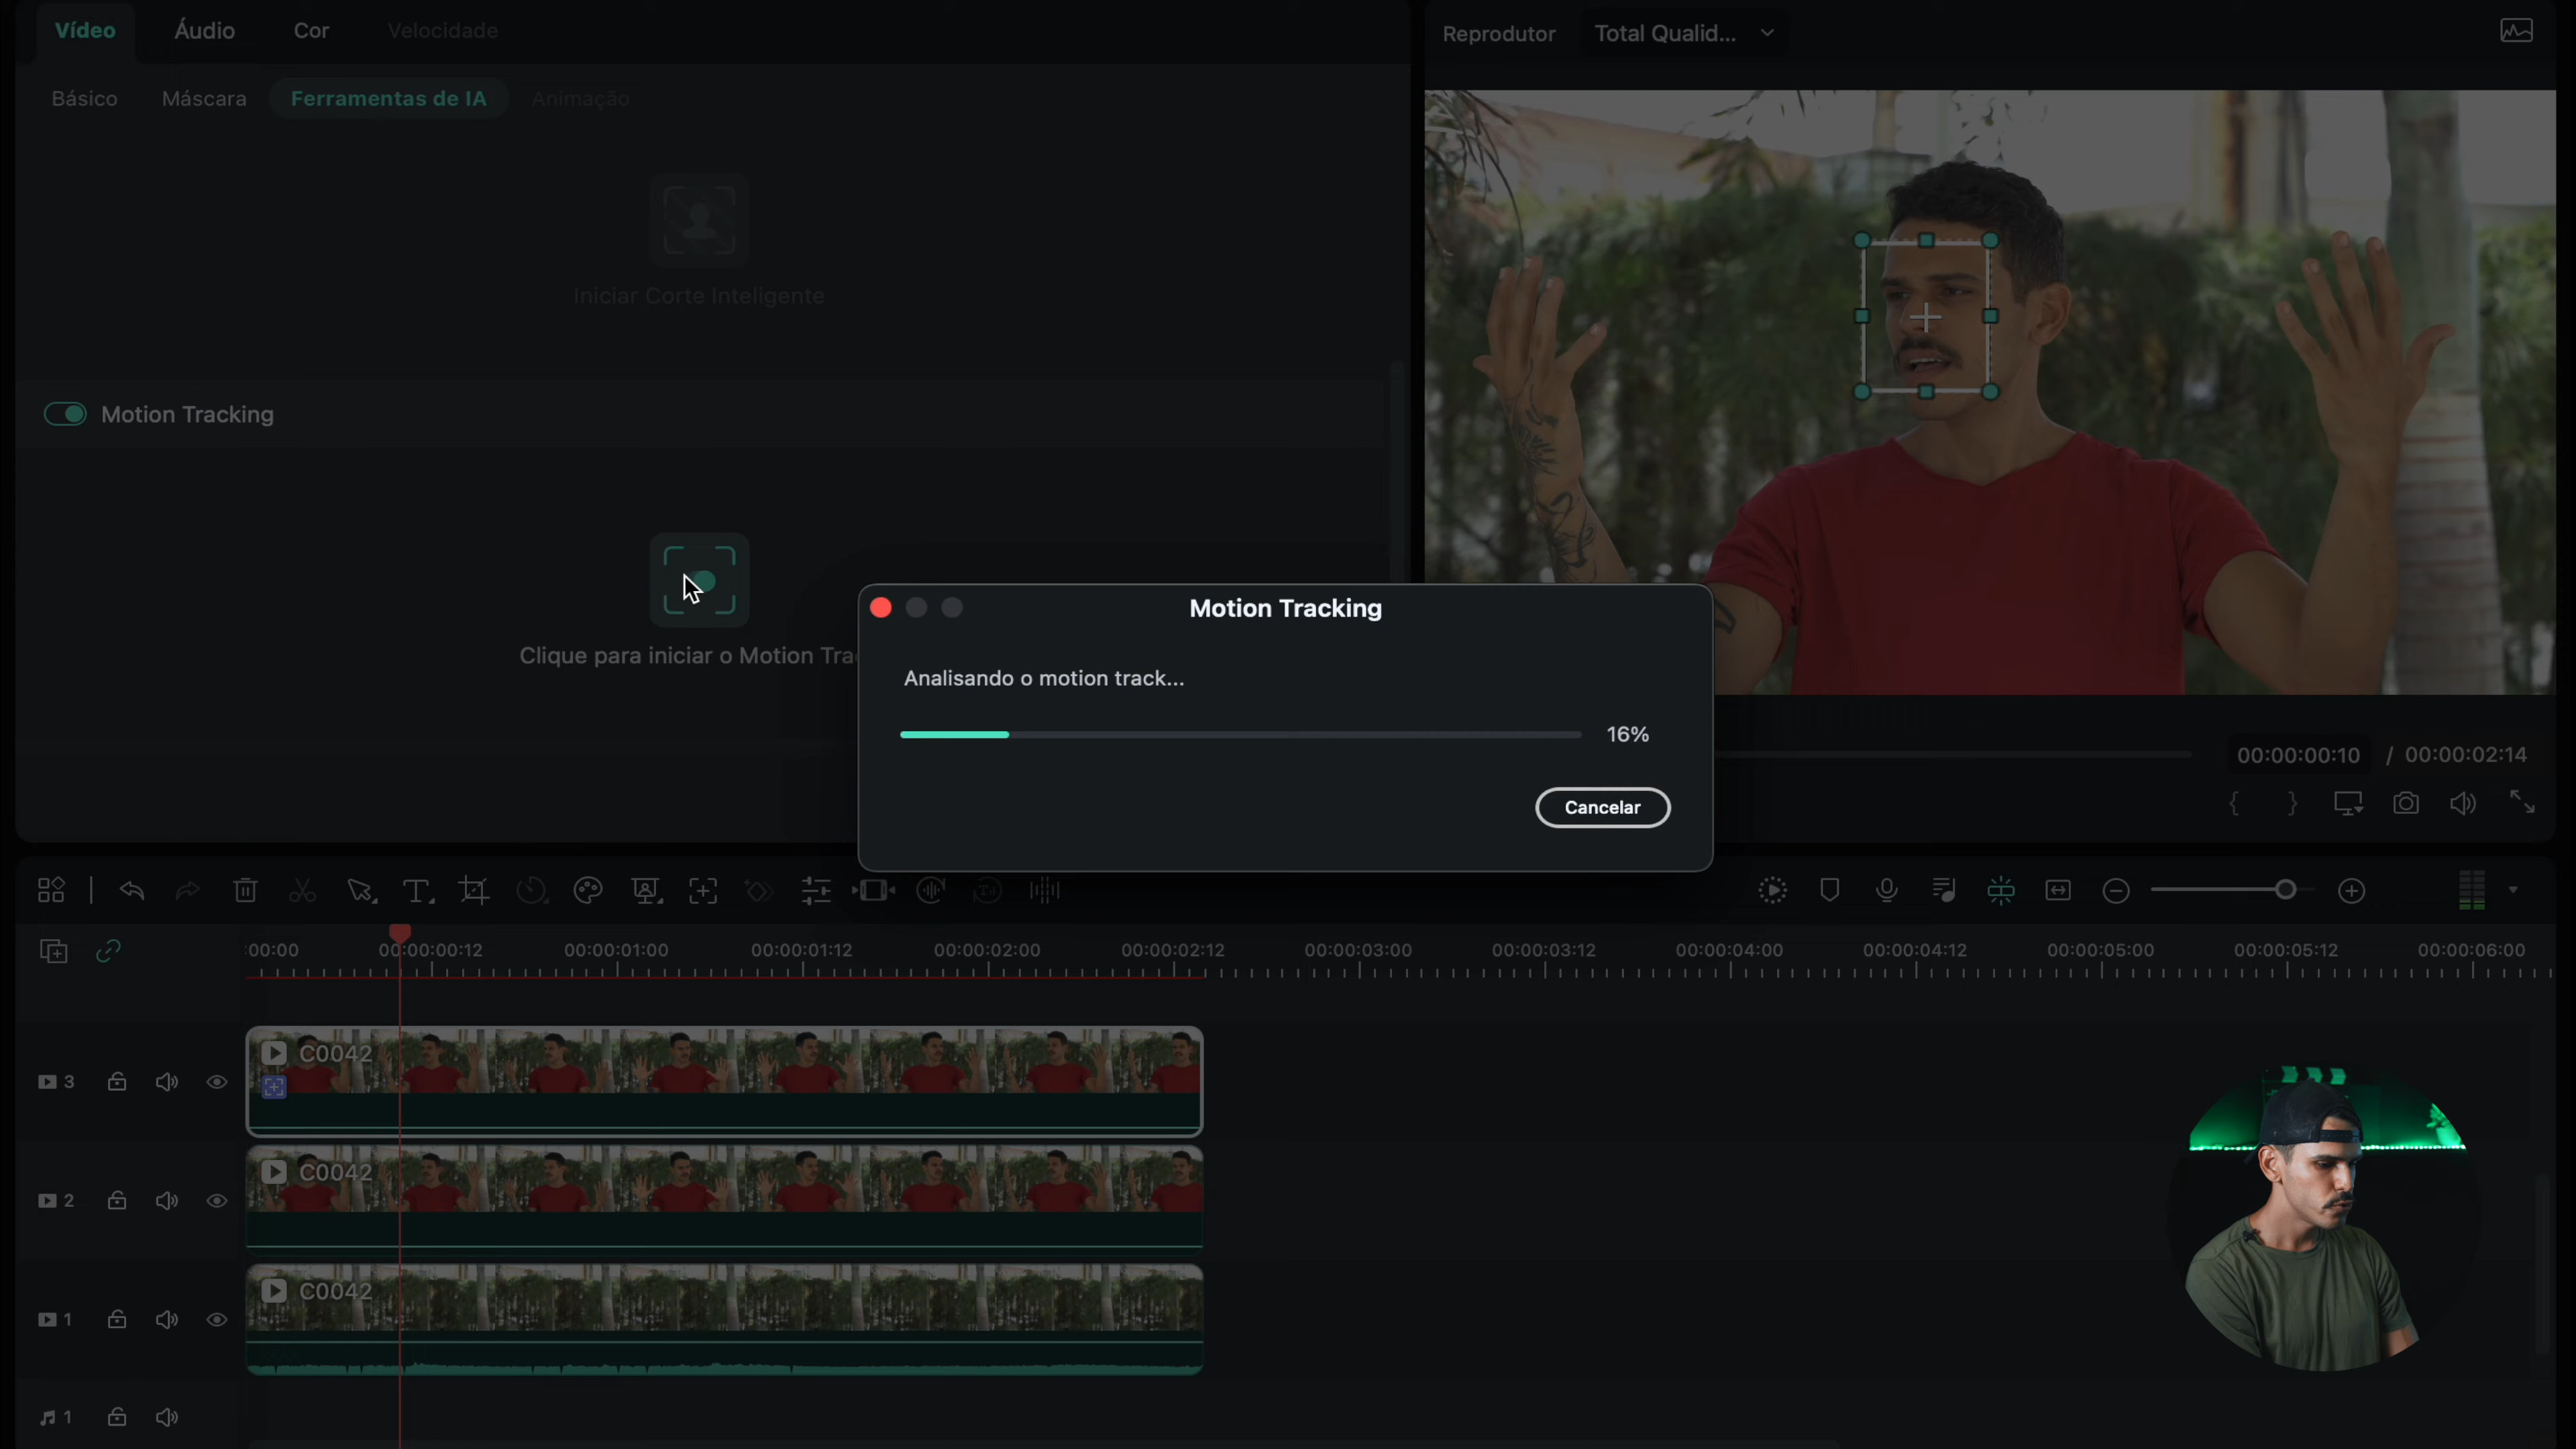 Vídeo Áudio Cor Velocidade
Básico Máscara Ferramentas de IA Animação
Iniciar Corte Inteligente
Motion Tracking
Clique para iniciar o Motion
Reprodutor Total Qualid...
Motion Tracking
Analisando o motion track...
16%
Cancelar
00:00:00:10 / 00:00:02:14
:00:00 00:00:00:12 00:00:01:00 00:00:01:12 00:00:02:00 00:00:02:12 00:00:03:00 00:00:03:12 00:00:04:00 00:00:04:12 00:00:05:00 00:00:05:12 00:00:06:00
3
C0042
2
C0042
1
C0042
1